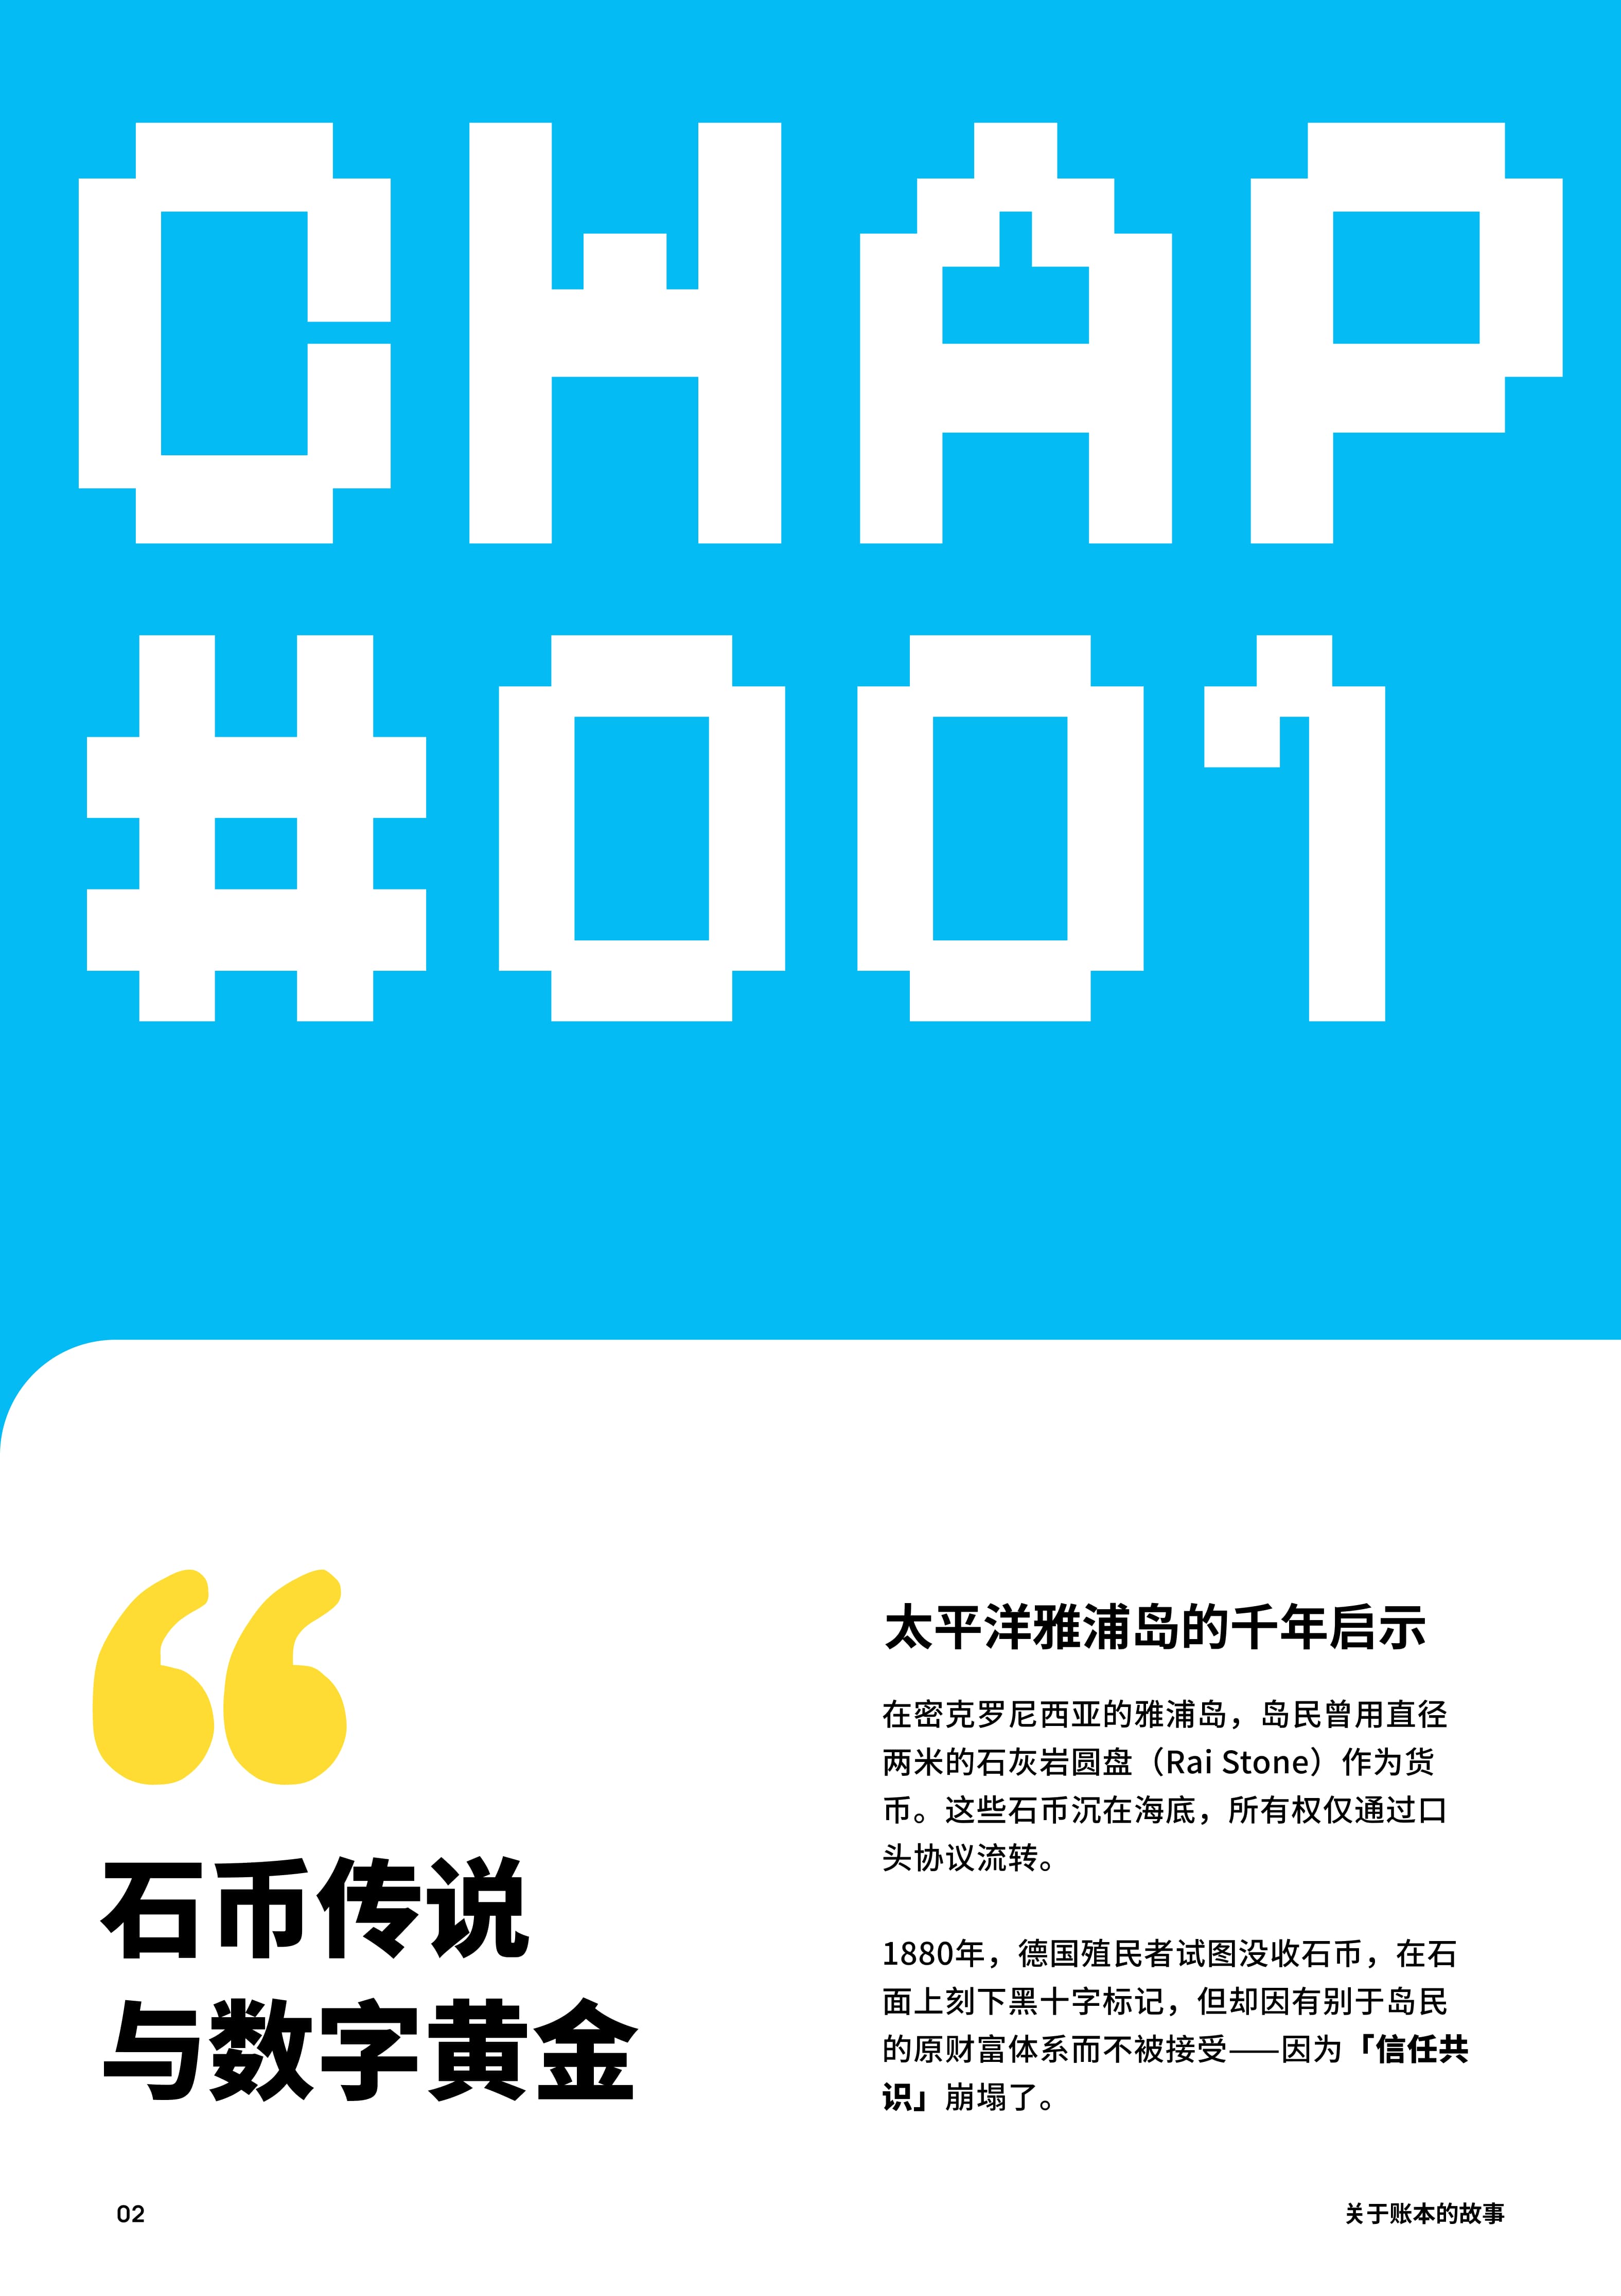 CHAP
#001
石币传说
与数字黄金
太平洋雅浦岛的千年启示
在密克罗尼西亚的雅浦岛，岛民曾用直径
两米的石灰岩圆盘（Rai Stone）作为货
币。这些石币沉在海底，所有权仅通过口
头协议流转。
1880年，德国殖民者试图没收石币，在石
面上刻下黑十字标记，但却因有别于岛民
的原财富体系而不被接受——因为「信任共
识」崩塌了。
02
关于账本的故事